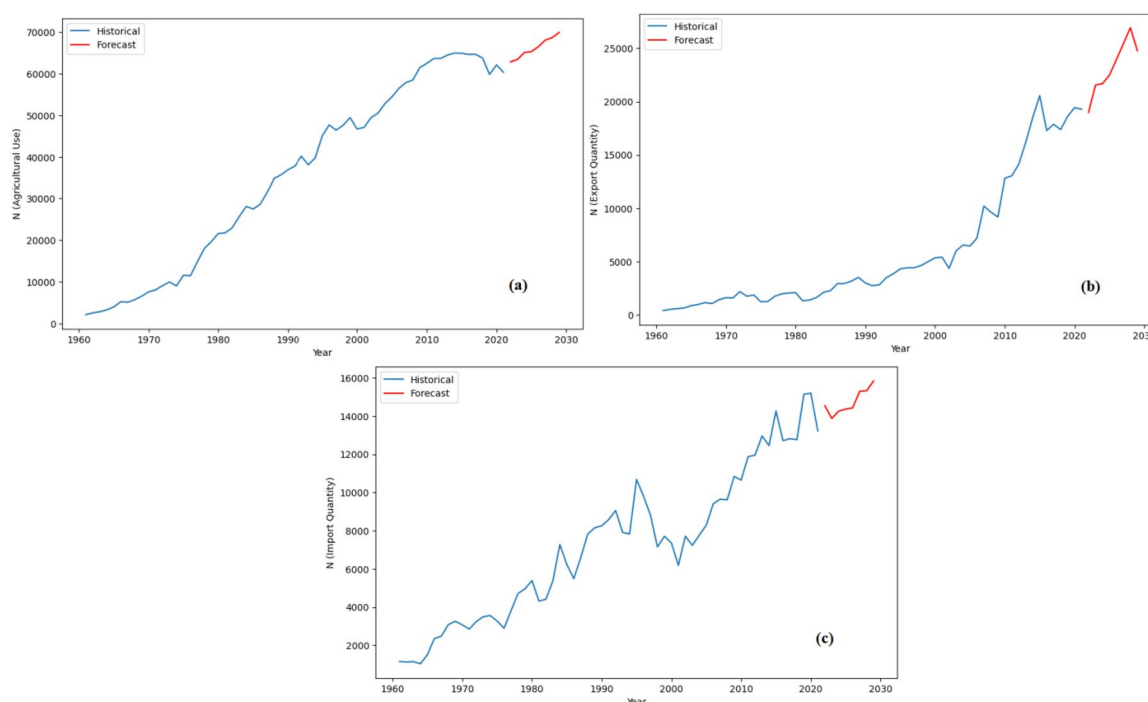 Historical
Forecast
70000
60000
50000
40000
30000
20000
10000
0
N (Agricultural Use)
(a)
1960 1970 1980 1990 2000 2010 2020 2030
Year
Historical
Forecast
25000
20000
15000
10000
5000
0
N (Export Quantity)
(b)
1960 1970 1980 1990 2000 2010 2020
Year
Historical
Forecast
16000
14000
12000
10000
8000
6000
4000
2000
N (Import Quantity)
(c)
1960 1970 1980 1990 2000 2010 2020 2030
Year